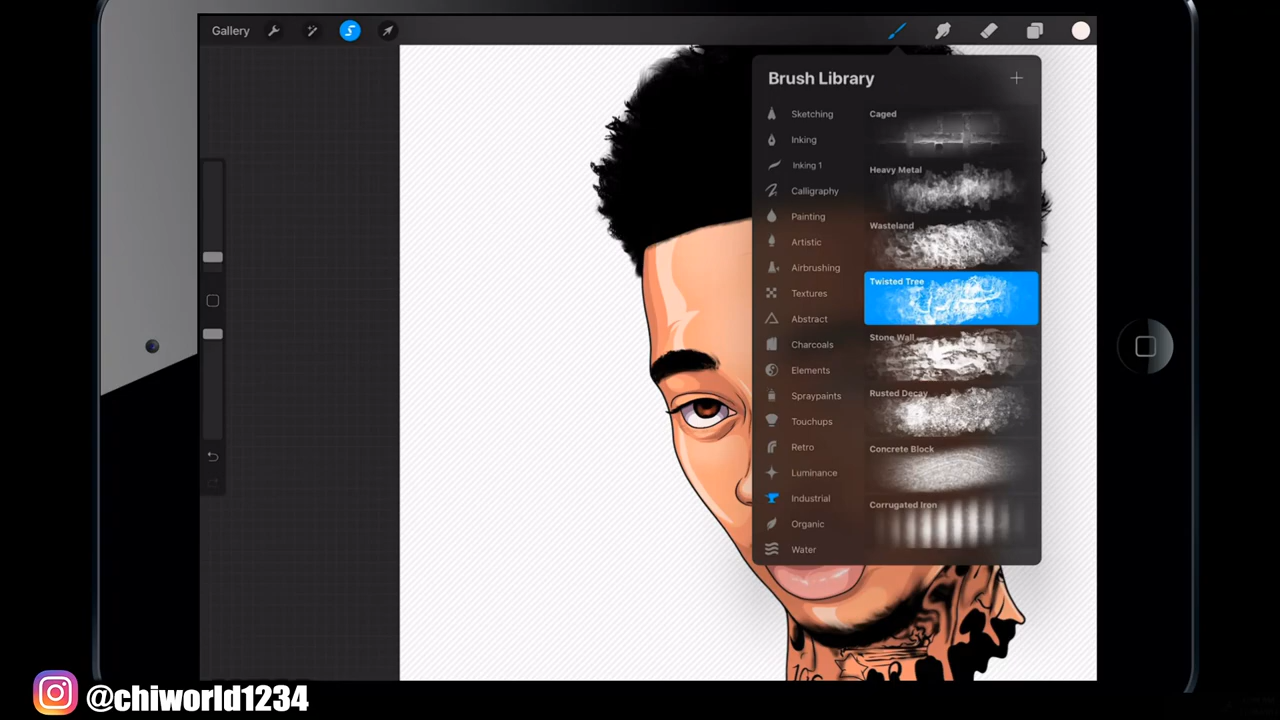 Gallery
Brush Library
Sketching
Inking
Inking 1
Calligraphy
Painting
Artistic
Airbrushing
Textures
Abstract
Charcoals
Elements
Spraypaints
Touchups
Retro
Luminance
Industrial
Organic
Water
Caged
Heavy Metal
Wasteland
Twisted Tree
Stone Wall
Rusted Decay
Concrete Block
Corrugated Iron
@chiworld1234